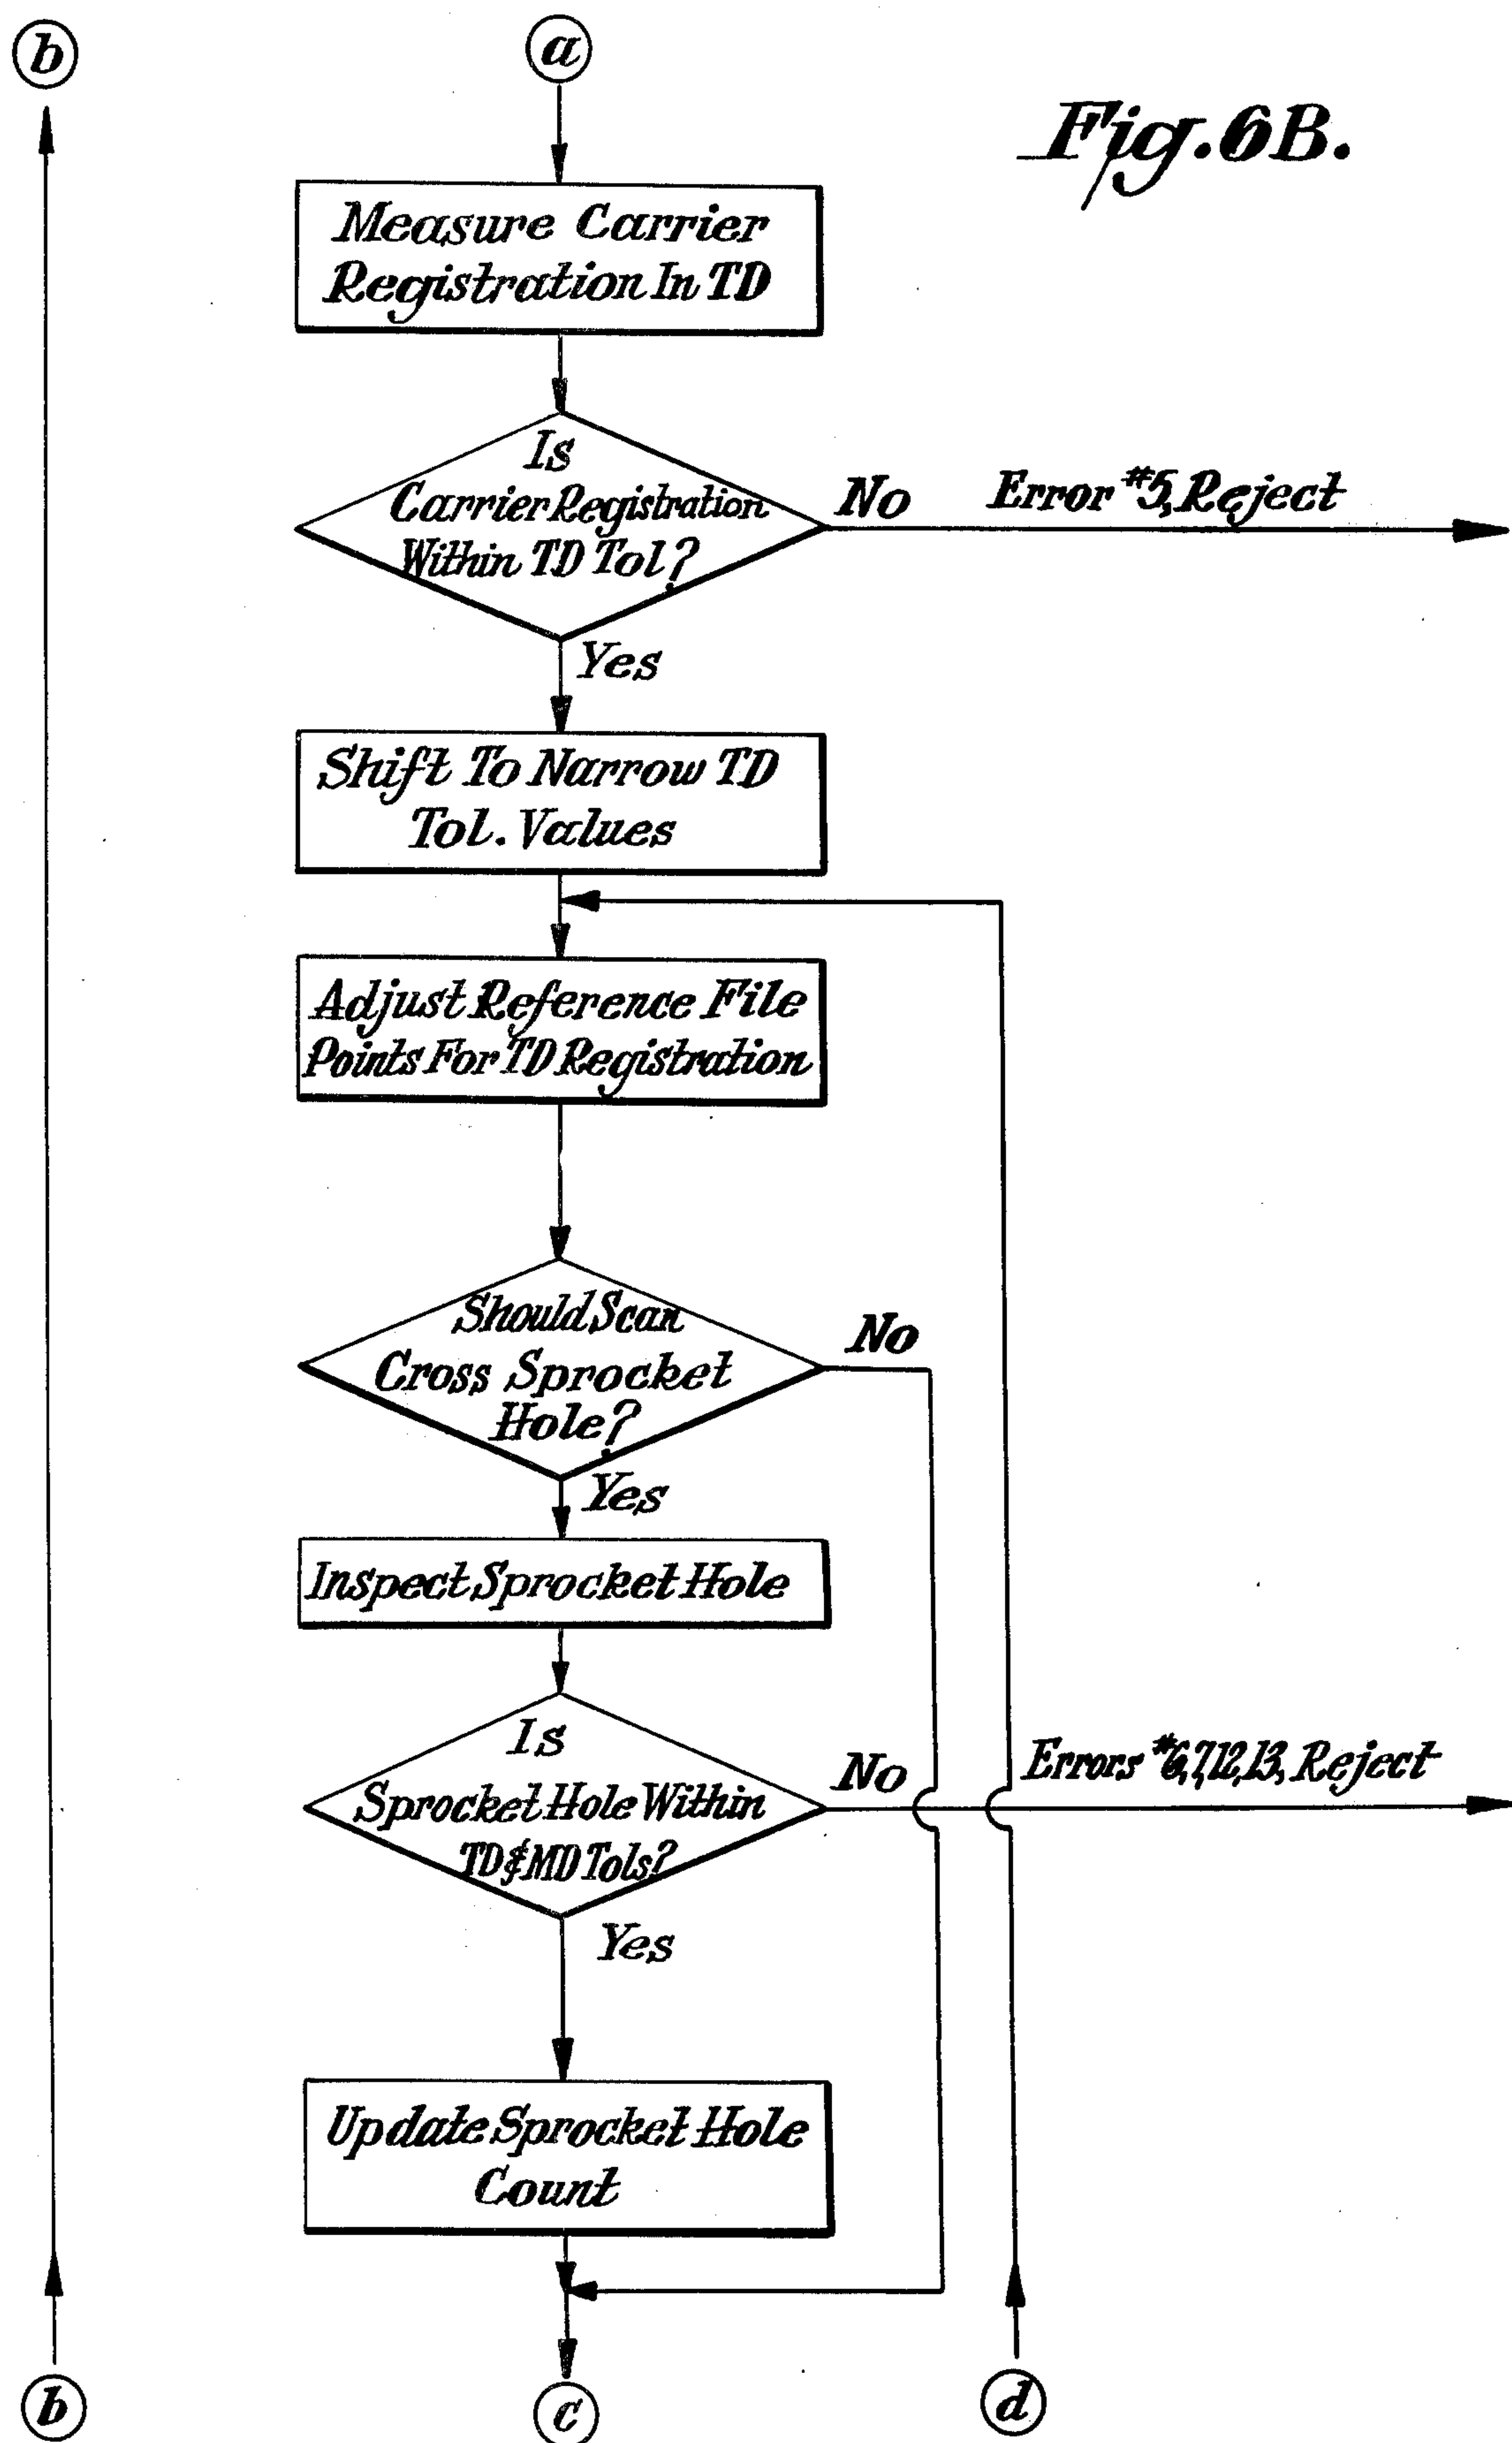 b
a
Fig. 6B.
Measure Carrier
Registration In TD
Is
Carrier Registration
Within TD Tol?
No
Error #5, Reject
Yes
Shift To Narrow TD
Tol. Values
Adjust Reference File
Points For TD Registration
Should Scan
Cross Sprocket
Hole?
No
Yes
Inspect Sprocket Hole
Is
Sprocket Hole Within
TD & MD Tols?
No
Errors #6,7,12,13, Reject
Yes
Update Sprocket Hole
Count
b
c
d